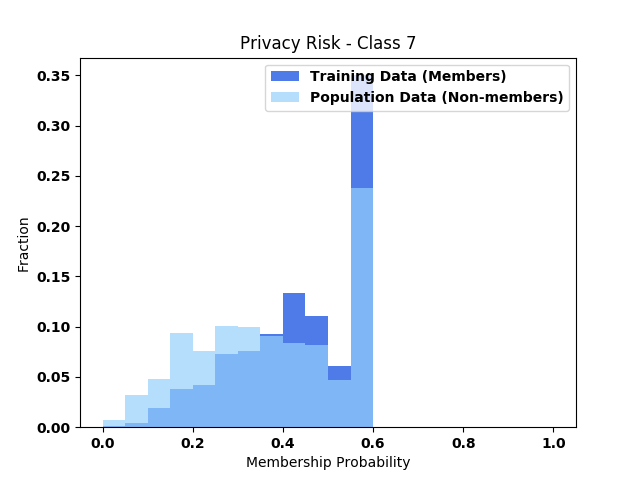 Privacy Risk - Class 7
Training Data (Members)
Population Data (Non-members)
0.35
0.30
0.25
0.20
0.15
0.10
0.05
0.00
Fraction
0.0 0.2 0.4 0.6 0.8 1.0
Membership Probability